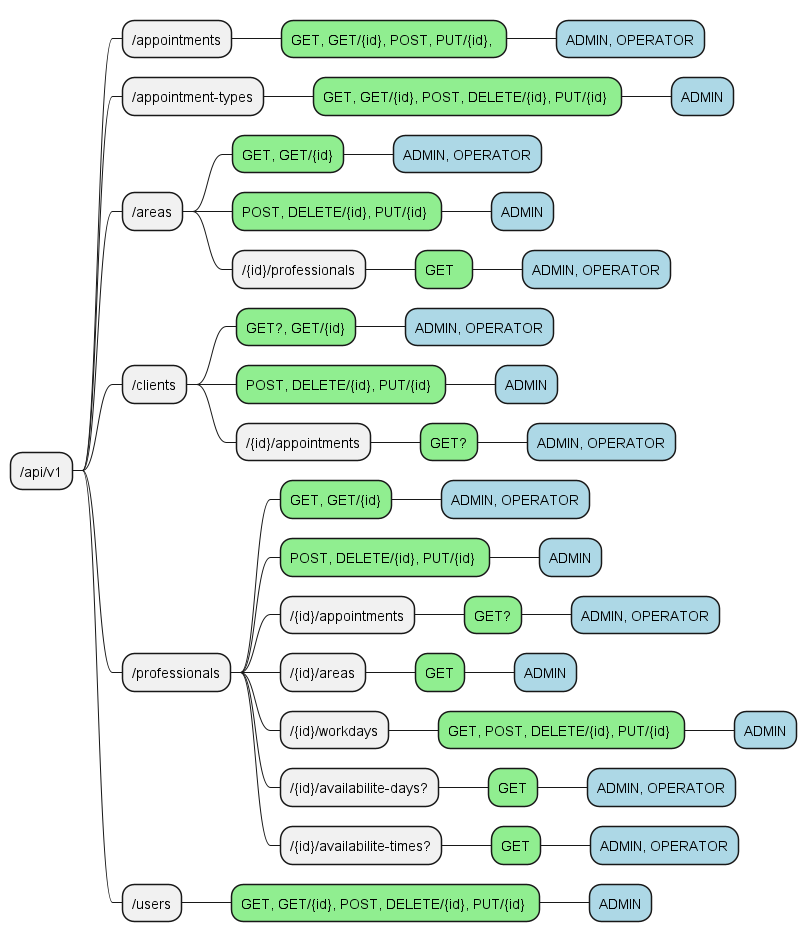 /appointments
GET, GET/{id}, POST, PUT/{id},
ADMIN, OPERATOR
/appointment-types
GET, GET/{id}, POST, DELETE/{id}, PUT/{id}
ADMIN
/areas
GET, GET/{id}
ADMIN, OPERATOR
POST, DELETE/{id}, PUT/{id}
ADMIN
/{id}/professionals
GET
ADMIN, OPERATOR
/clients
GET?, GET/{id}
ADMIN, OPERATOR
POST, DELETE/{id}, PUT/{id}
ADMIN
/{id}/appointments
GET?
ADMIN, OPERATOR
/api/v1
/professionals
GET, GET/{id}
ADMIN, OPERATOR
POST, DELETE/{id}, PUT/{id}
ADMIN
/{id}/appointments
GET?
ADMIN, OPERATOR
/{id}/areas
GET
ADMIN
/{id}/workdays
GET, POST, DELETE/{id}, PUT/{id}
ADMIN
/{id}/availabilite-days?
GET
ADMIN, OPERATOR
/{id}/availabilite-times?
GET
ADMIN, OPERATOR
/users
GET, GET/{id}, POST, DELETE/{id}, PUT/{id}
ADMIN